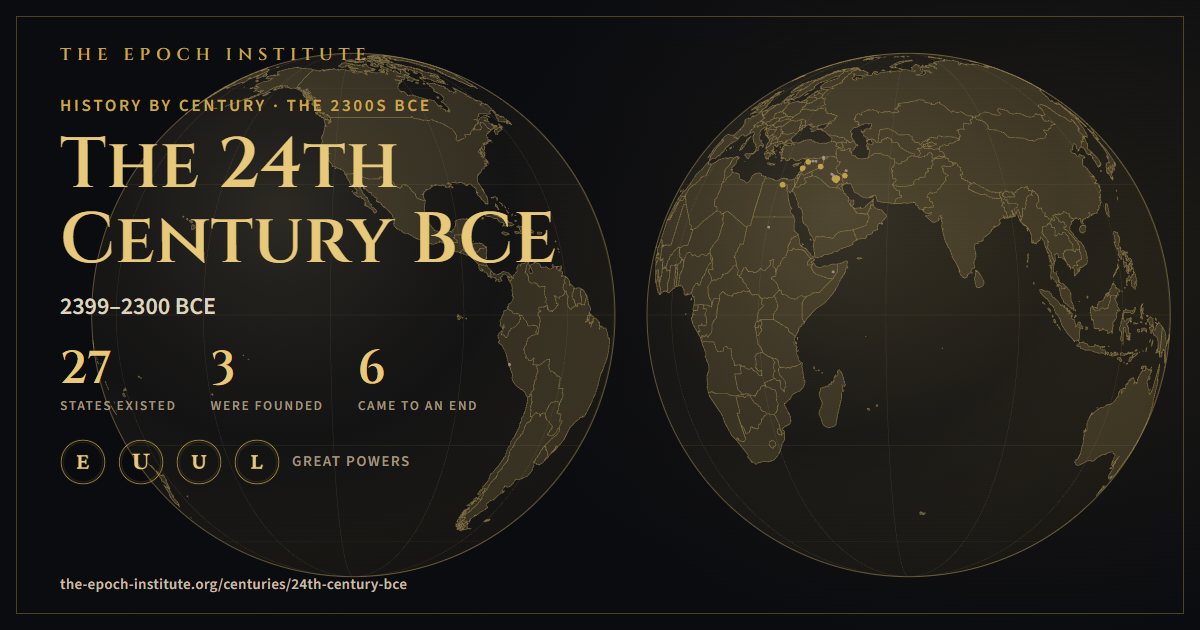 THE EPOCH INSTITUTE
HISTORY BY CENTURY · THE 2300S BCE
THE 24TH
CENTURY BCE
2399–2300 BCE
27 3 6
STATES EXISTED WERE FOUNDED CAME TO AN END
E U U L GREAT POWERS
the-epoch-institute.org/centuries/24th-century-bce